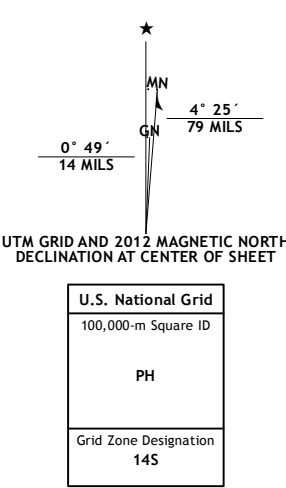 ★
MN
4° 25´
79 MILS
GN
0° 49´
14 MILS
UTM GRID AND 2012 MAGNETIC NORTH
DECLINATION AT CENTER OF SHEET
U.S. National Grid
100,000-m Square ID
PH
Grid Zone Designation
14S